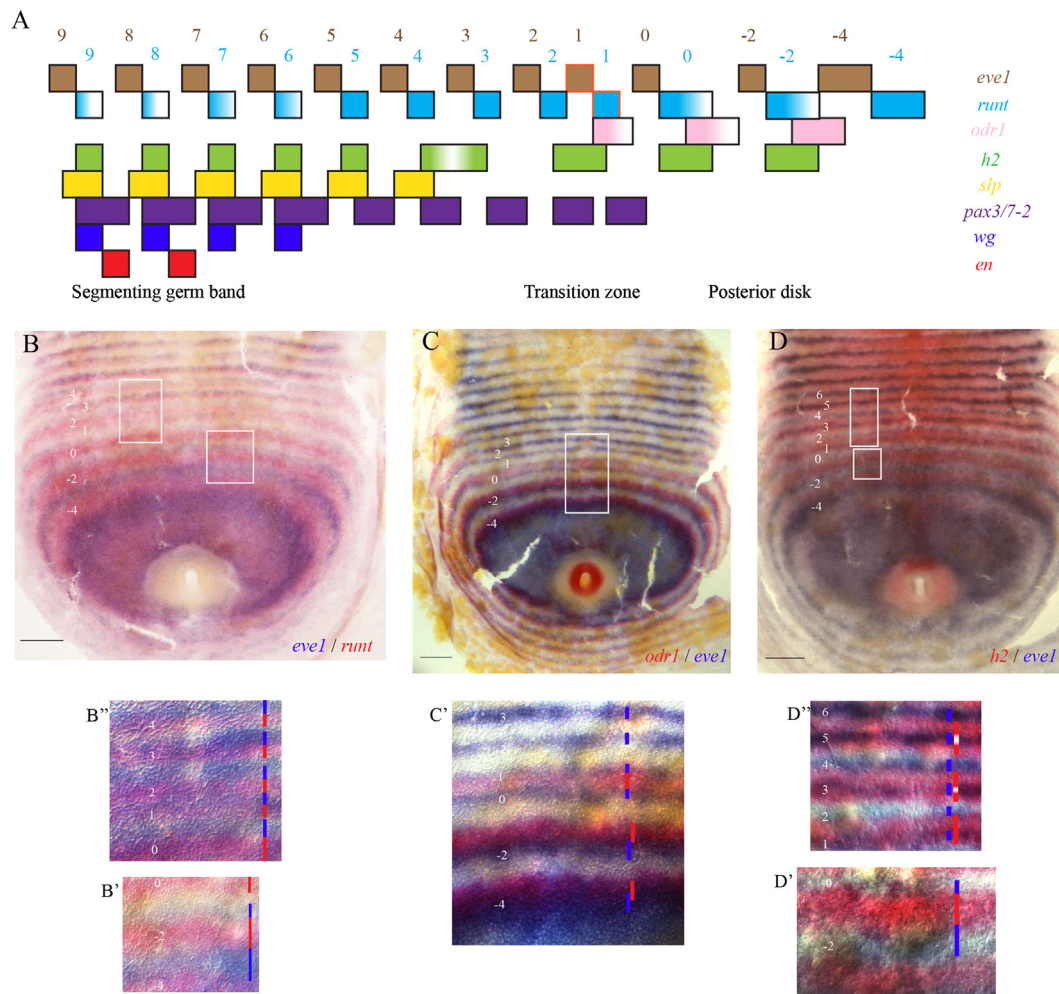 A
9 8 7 6 5 4 3 2 1 0 -2 -4
9 8 7 6 5 4 3 2 1 0 -2 -4
eve1
runt
odr1
h2
slp
pax3/7-2
wg
en
Segmenting germ band Transition zone Posterior disk
B
4
3
2
1
0
-2
-4
eve1 / runt
C
3
2
1
0
-2
-4
odr1 / eve1
D
6
5
4
3
2
1
0
-2
-4
h2 / eve1
B’’
4
3
2
1
0
B’
0
-2
-4
C’
3
1
0
-2
-4
D’’
6
5
4
3
2
1
D’
0
-2